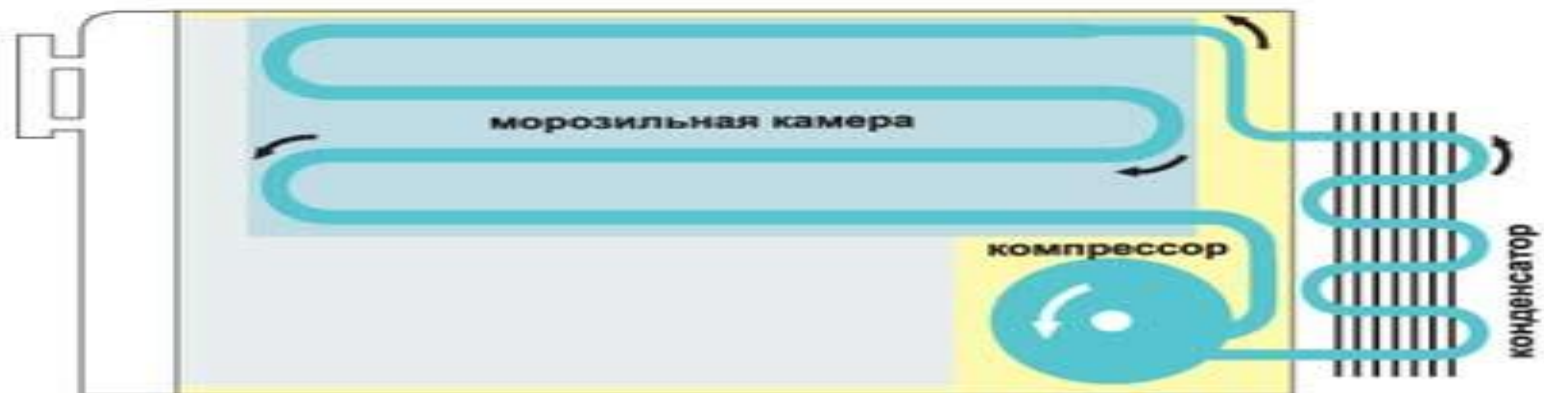 морозильная камера
компрессор
конденсатор